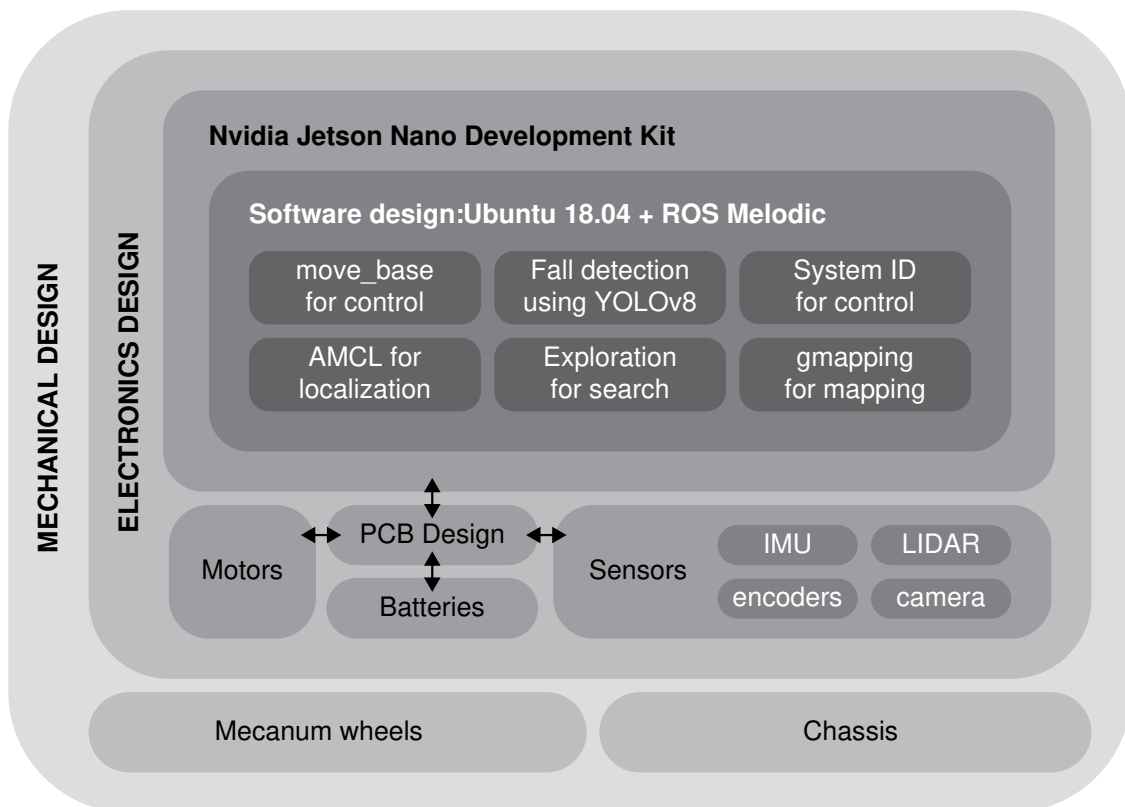 MECHANICAL DESIGN
ELECTRONICS DESIGN
Nvidia Jetson Nano Development Kit
Software design:Ubuntu 18.04 + ROS Melodic
move_base
for control
Fall detection
using YOLOv8
System ID
for control
AMCL for
localization
Exploration
for search
gmapping
for mapping
Motors
PCB Design
Batteries
Sensors
IMU
LIDAR
encoders
camera
Mecanum wheels
Chassis